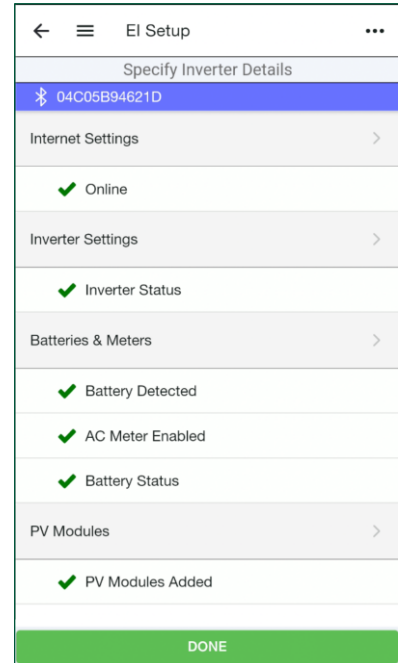 EI Setup
Specify Inverter Details
04C05B94621D
Internet Settings
Online
Inverter Settings
Inverter Status
Batteries & Meters
Battery Detected
AC Meter Enabled
Battery Status
PV Modules
PV Modules Added
DONE